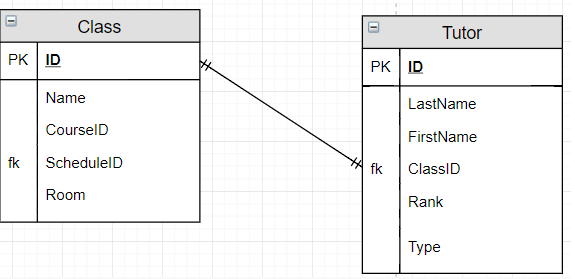 Class
PK ID
Name
CourseID
fk ScheduleID
Room
Tutor
PK ID
LastName
FirstName
fk ClassID
Rank
Type